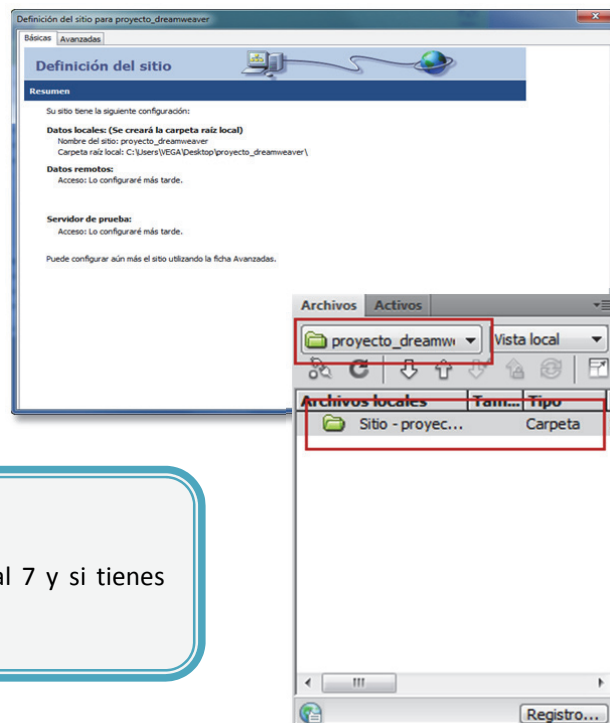 Definición del sitio para proyecto_dreamweaver
Básicas Avanzadas
Definición del sitio
Resumen
Su sitio tiene la siguiente configuración:
Datos locales: (Se creará la carpeta raíz local)
Nombre del sitio: proyecto_dreamweaver
Carpeta raíz local: C:\Users\VEGA\Desktop\proyecto_dreamweaver\
Datos remotos:
Acceso: Lo configuraré más tarde.
Servidor de prueba:
Acceso: Lo configuraré más tarde.
Puede configurar aún más el sitio utilizando la ficha Avanzadas.
Archivos Activos
proyecto_dreamw Vista local
Archivos locales Tam... Tipo
Sitio - proyec... Carpeta
al 7 y si tienes
Registro...